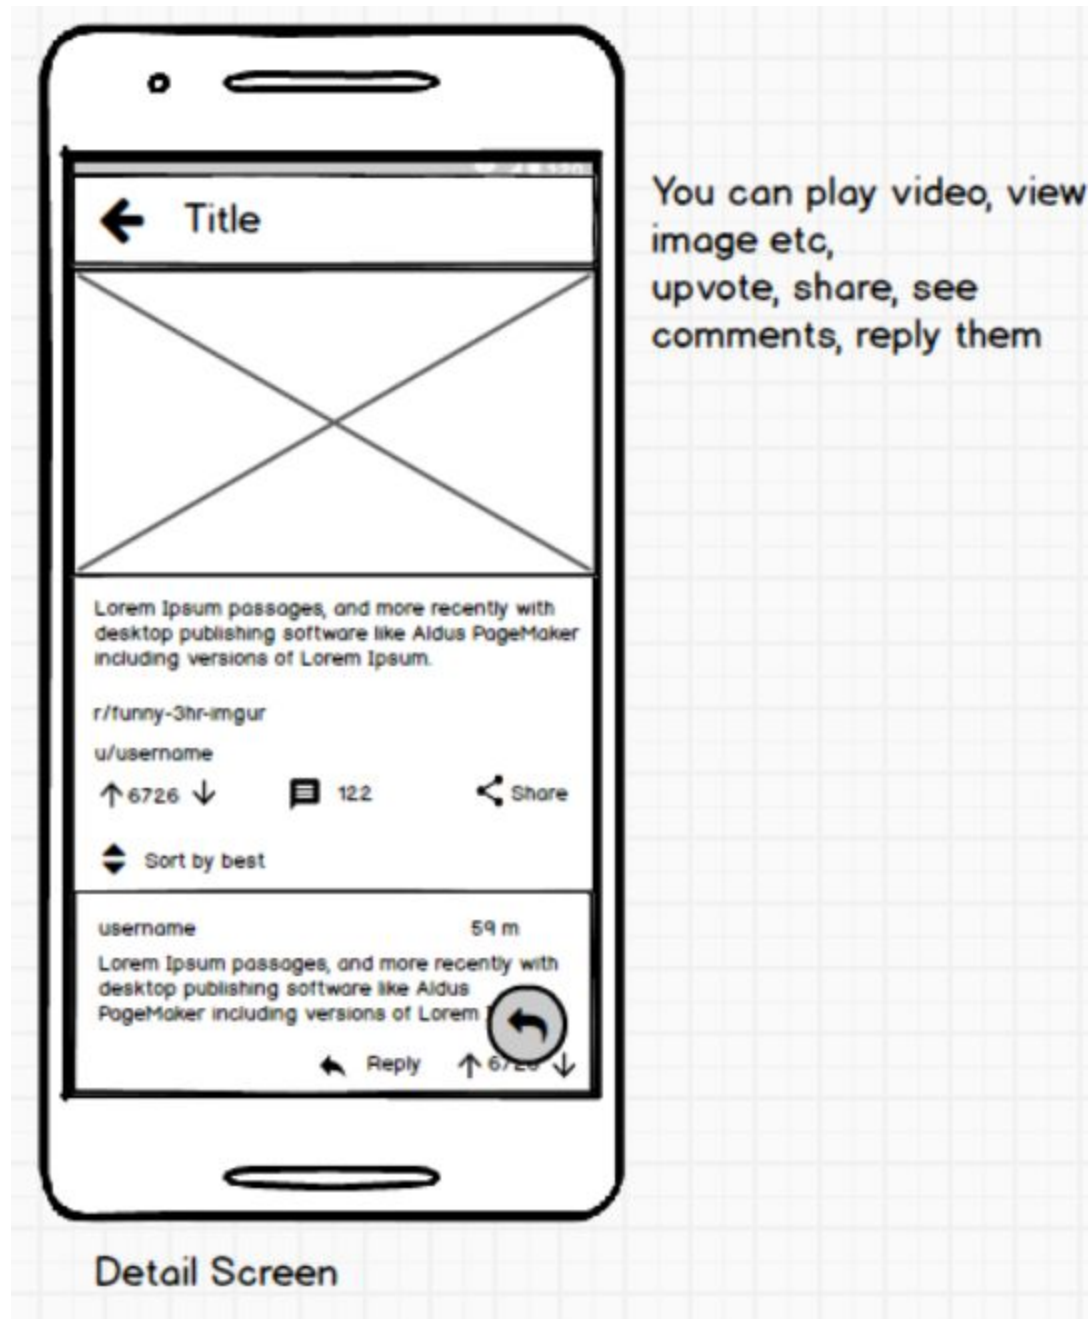 Title
You can play video, view
image etc,
upvote, share, see
comments, reply them
Lorem Ipsum passages, and more recently with
desktop publishing software like Aldus PageMaker
including versions of Lorem Ipsum.
r/funny-3hr-imgur
u/username
6726 122 Share
Sort by best
username 59 m
Lorem Ipsum passages, and more recently with
desktop publishing software like Aldus
PageMaker including versions of Lorem
Reply
Detail Screen